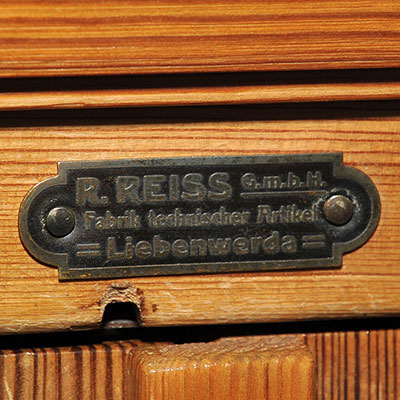 R. REISS G.m.b.H.
Fabrik technischer Artikel
= Liebenwerda =